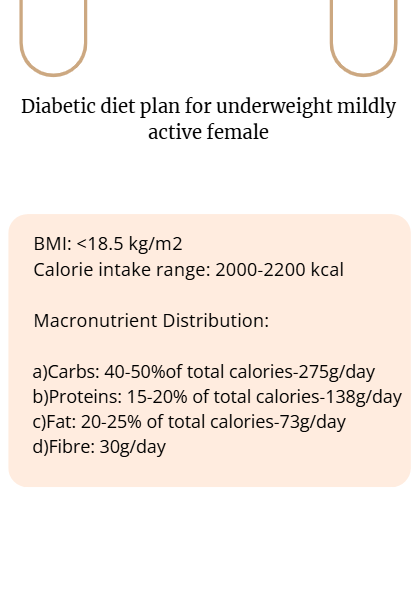 Diabetic diet plan for underweight mildly
active female
BMI: <18.5 kg/m2
Calorie intake range: 2000-2200 kcal
Macronutrient Distribution:
a)Carbs: 40-50%of total calories-275g/day
b)Proteins: 15-20% of total calories-138g/day
c)Fat: 20-25% of total calories-73g/day
d)Fibre: 30g/day